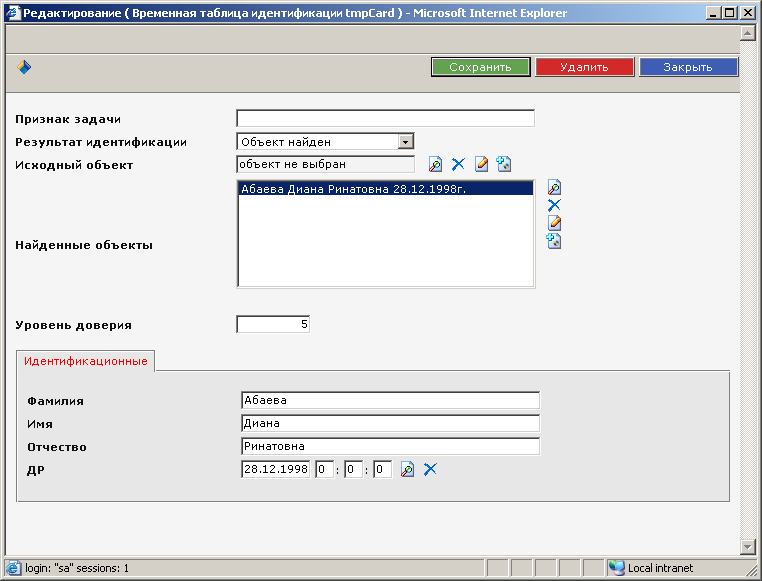 Редактирование ( Временная таблица идентификации tmpCard ) - Microsoft Internet Explorer
Сохранить Удалить Закрыть
Признак задачи
Результат идентификации Объект найден
Исходный объект объект не выбран
Абаева Диана Ринатовна 28.12.1998г.
Найденные объекты
Уровень доверия 5
Идентификационные
Фамилия Абаева
Имя Диана
Отчество Ринатовна
ДР 28.12.1998 0 : 0 : 0
login: "sa" sessions: 1 Local intranet